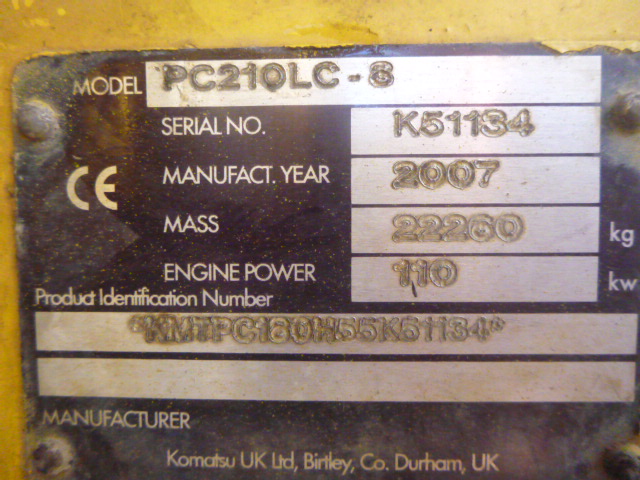 MODEL PC210LC-8
SERIAL NO. K51134
CE
MANUFACT. YEAR 2007
MASS 22260 kg
ENGINE POWER 110 kw
Product Identification Number
*KMTPC180H55K51134*
MANUFACTURER
Komatsu UK Ltd, Birtley, Co. Durham, UK